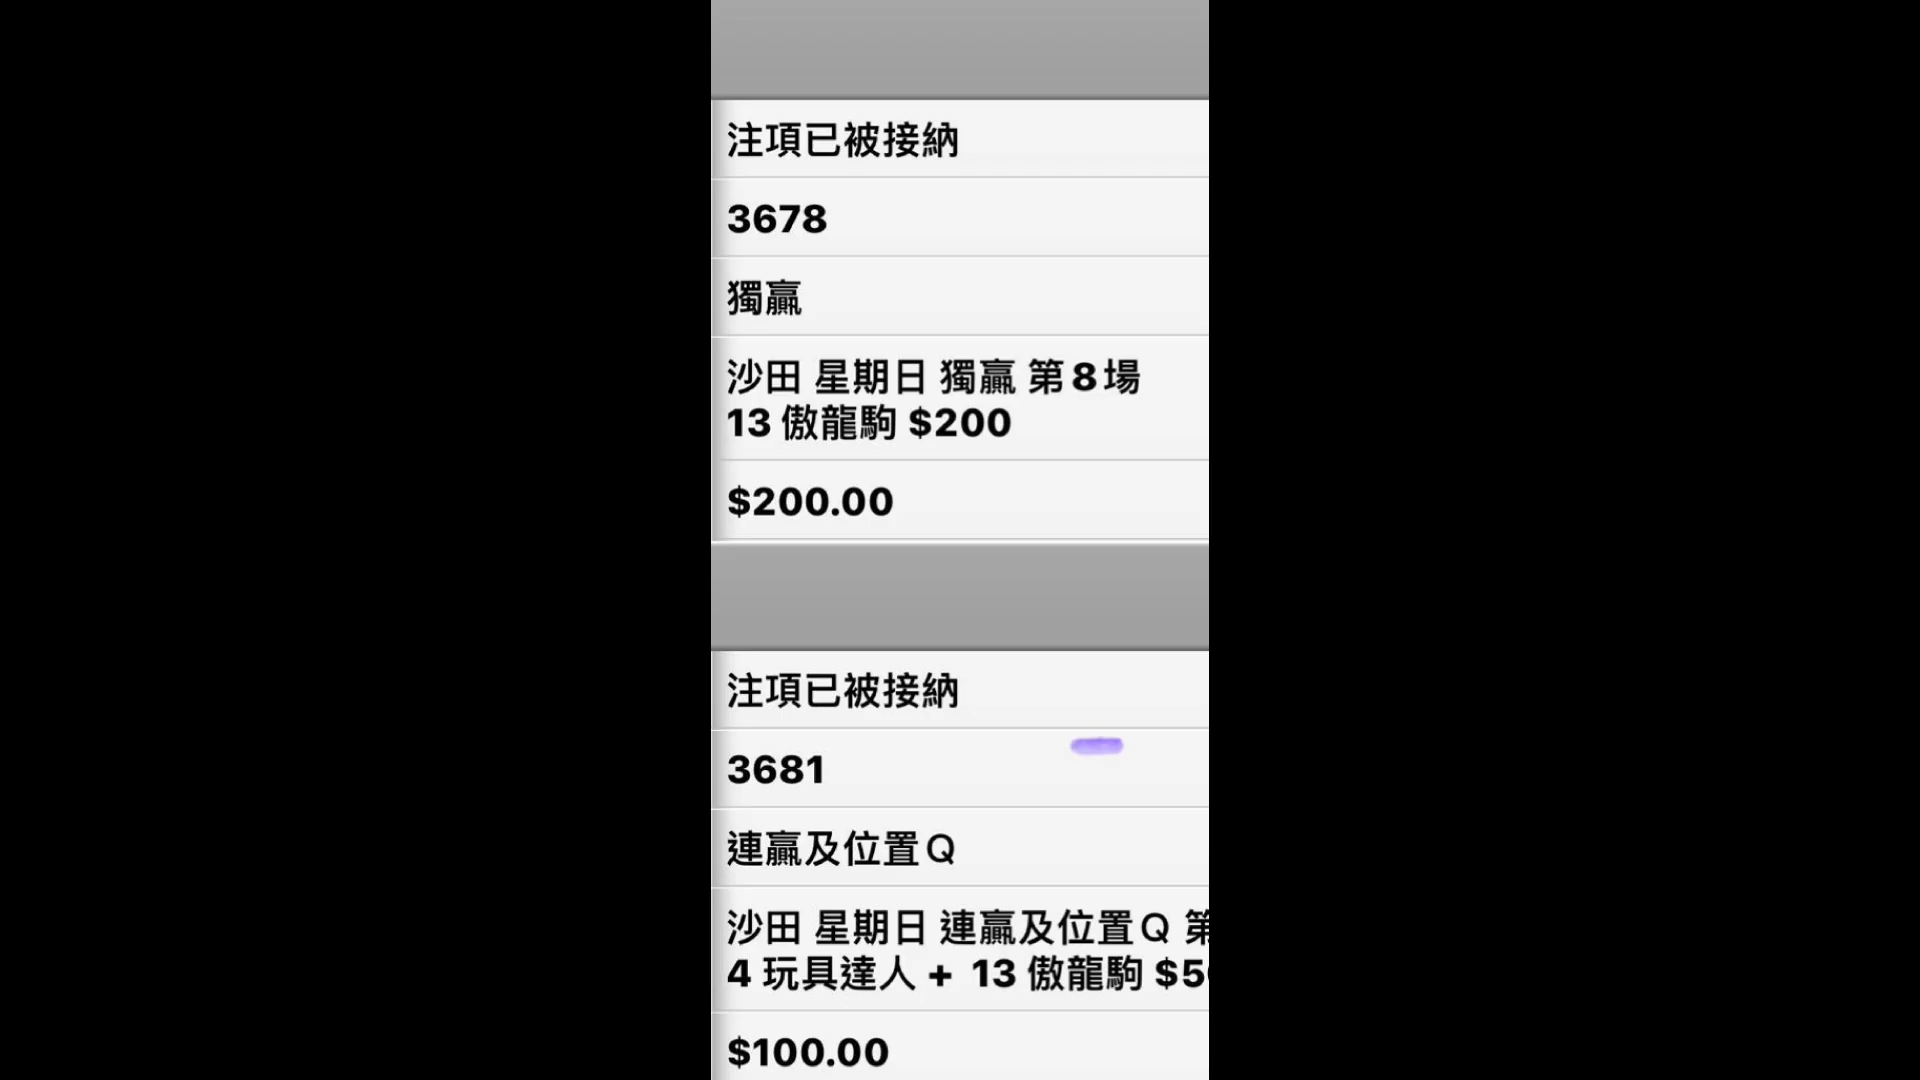 注項已被接納
3678
獨贏
沙田 星期日 獨贏 第8場
13 傲龍駒 $200
$200.00
注項已被接納
3681
連贏及位置Q
沙田 星期日 連贏及位置Q 第
4 玩具達人 + 13 傲龍駒 $5
$100.00